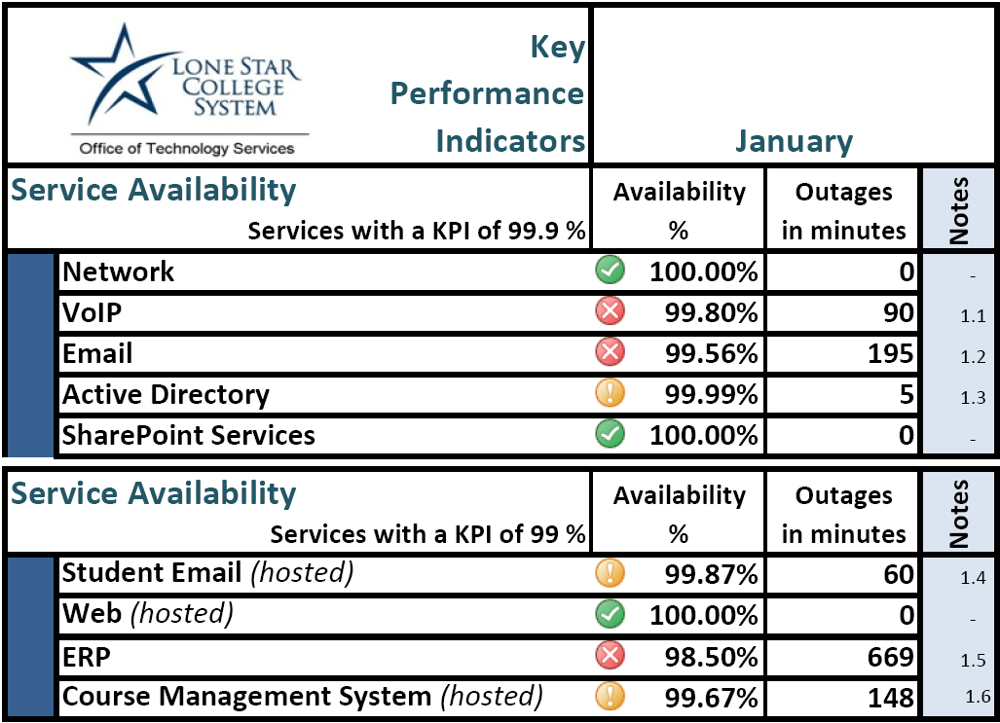 LONE STAR
COLLEGE
SYSTEM
Office of Technology Services
Key
Performance
Indicators
January
Service Availability
Services with a KPI of 99.9 %
Availability
%
Outages
in minutes
Notes
Network 100.00% 0 -
VoIP 99.80% 90 1.1
Email 99.56% 195 1.2
Active Directory 99.99% 5 1.3
SharePoint Services 100.00% 0 -
Service Availability
Services with a KPI of 99 %
Availability
%
Outages
in minutes
Notes
Student Email (hosted) 99.87% 60 1.4
Web (hosted) 100.00% 0 -
ERP 98.50% 669 1.5
Course Management System (hosted) 99.67% 148 1.6